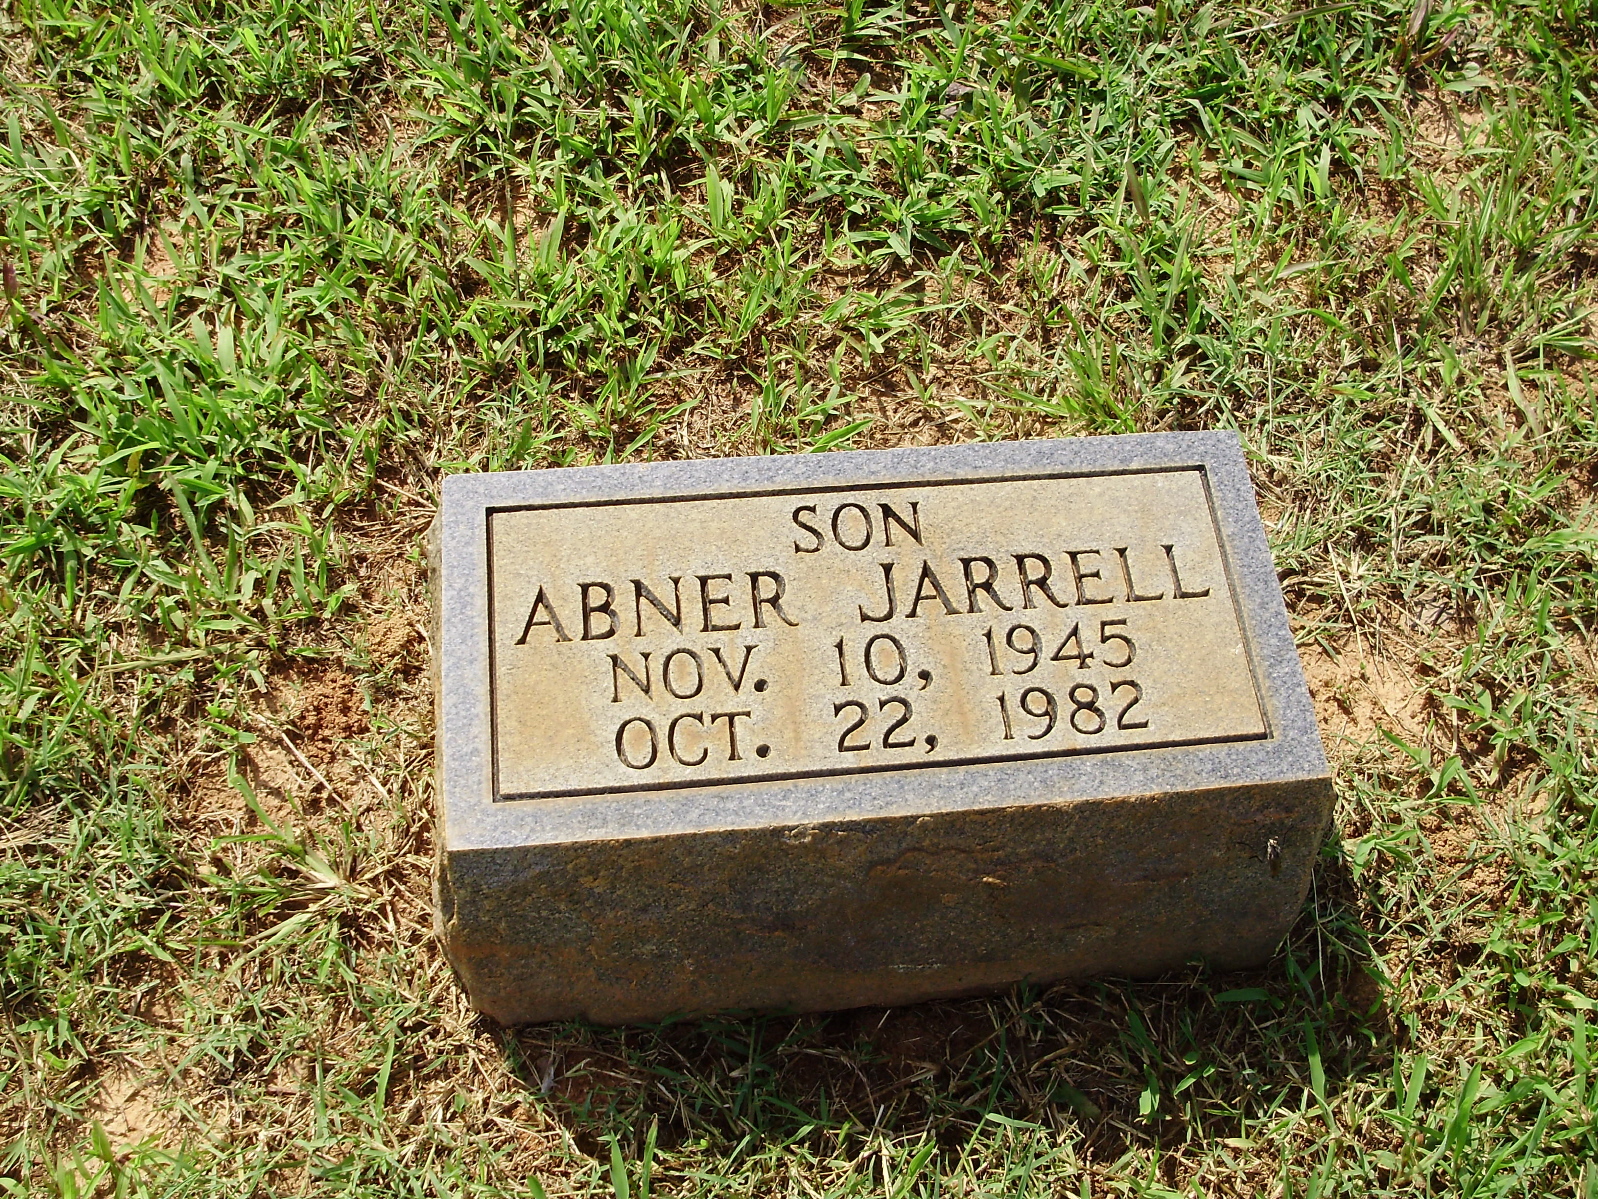 SON
ABNER JARRELL
NOV. 10, 1945
OCT. 22, 1982